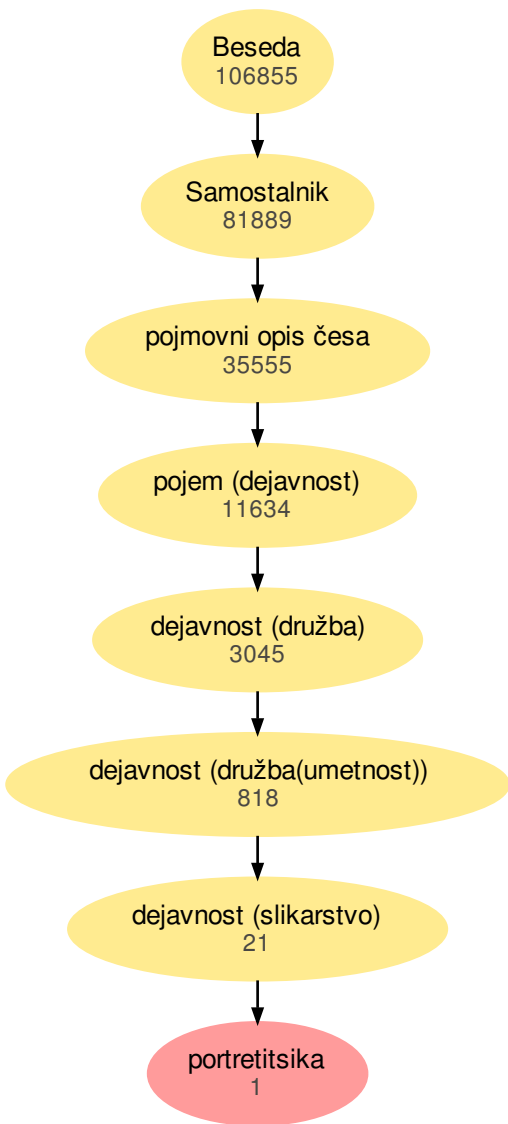 Beseda
106855
Samostalnik
81889
pojmovni opis česa
35555
pojem (dejavnost)
11634
dejavnost (družba)
3045
dejavnost (družba(umetnost))
818
dejavnost (slikarstvo)
21
portretitsika
1